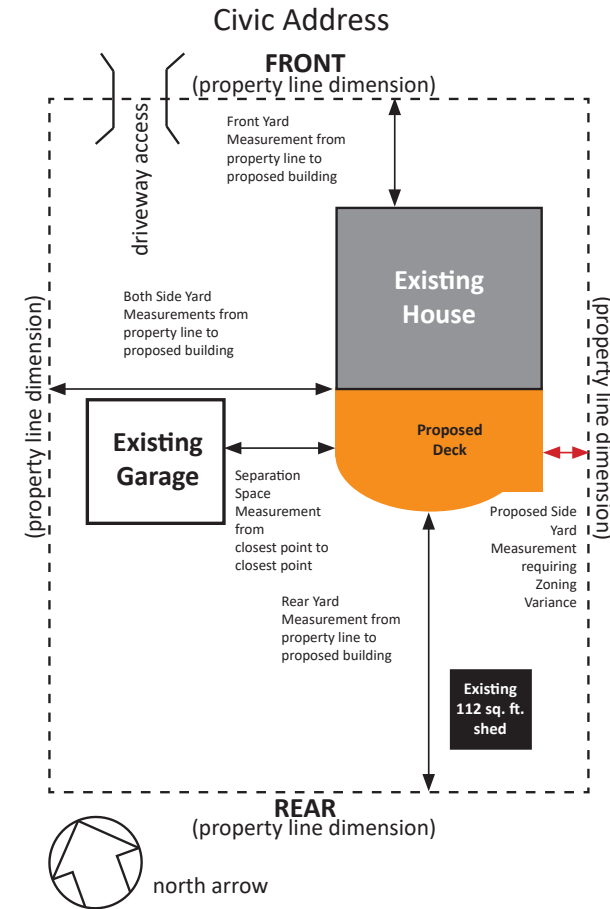 Civic Address
FRONT
(property line dimension)
driveway access
Front Yard
Measurement from
property line to
proposed building
Existing
House
Both Side Yard
Measurements from
property line to
proposed building
(property line dimension)
(property line dimension)
Existing
Garage
Proposed
Deck
Separation
Space
Measurement
from
closest point to
closest point
Proposed Side
Yard
Measurement
requiring
Zoning
Variance
Rear Yard
Measurement from
property line to
proposed building
Existing
112 sq. ft.
shed
REAR
(property line dimension)
north arrow